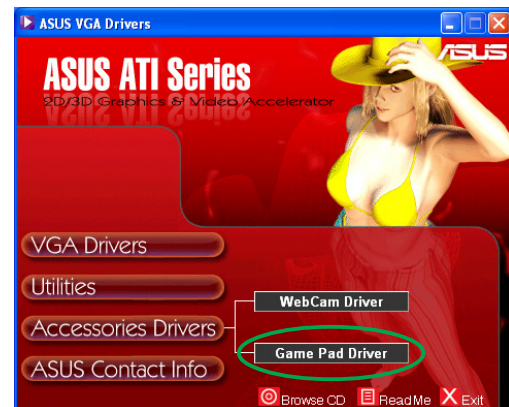 ASUS VGA Drivers
ASUS
ASUS ATI Series
2D/3D Graphics & Video Accelerator
VGA Drivers
Utilities
WebCam Driver
Accessories Drivers
Game Pad Driver
ASUS Contact Info
Browse CD ReadMe X Exit